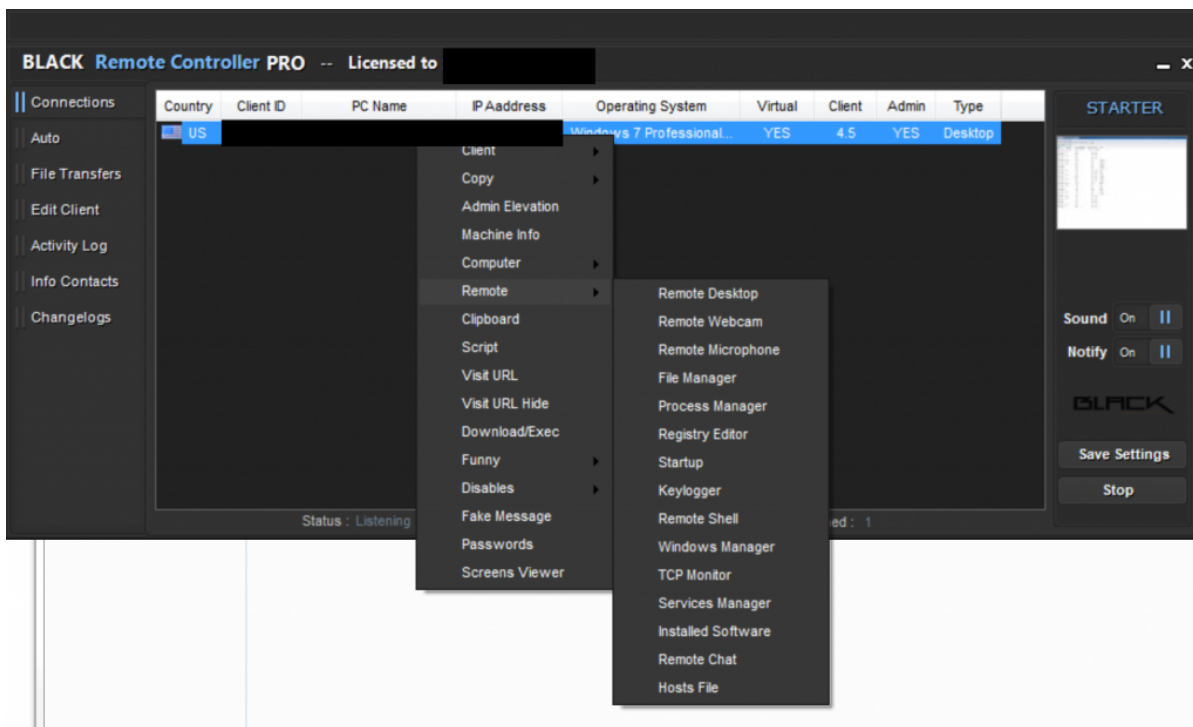 BLACK Remote Controller PRO -- Licensed to
Connections
Auto
File Transfers
Edit Client
Activity Log
Info Contacts
Changelogs
Country Client ID PC Name IP Aaddress Operating System Virtual Client Admin Type
US Windows 7 Professional... YES 4.5 YES Desktop
Client
Copy
Admin Elevation
Machine Info
Computer
Remote
Clipboard
Script
Visit URL
Visit URL Hide
Download/Exec
Funny
Disables
Fake Message
Passwords
Screens Viewer
Remote Desktop
Remote Webcam
Remote Microphone
File Manager
Process Manager
Registry Editor
Startup
Keylogger
Remote Shell
Windows Manager
TCP Monitor
Services Manager
Installed Software
Remote Chat
Hosts File
Status : Listening
ed : 1
STARTER
Sound On
Notify On
BLACK
Save Settings
Stop